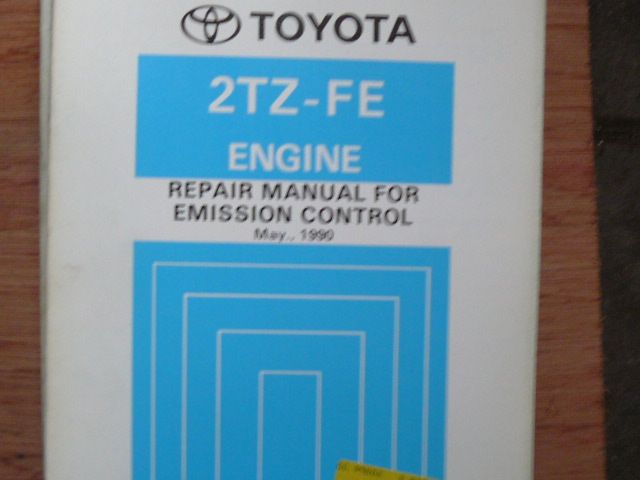 TOYOTA
2TZ-FE
ENGINE
REPAIR MANUAL FOR
EMISSION CONTROL
May., 1990